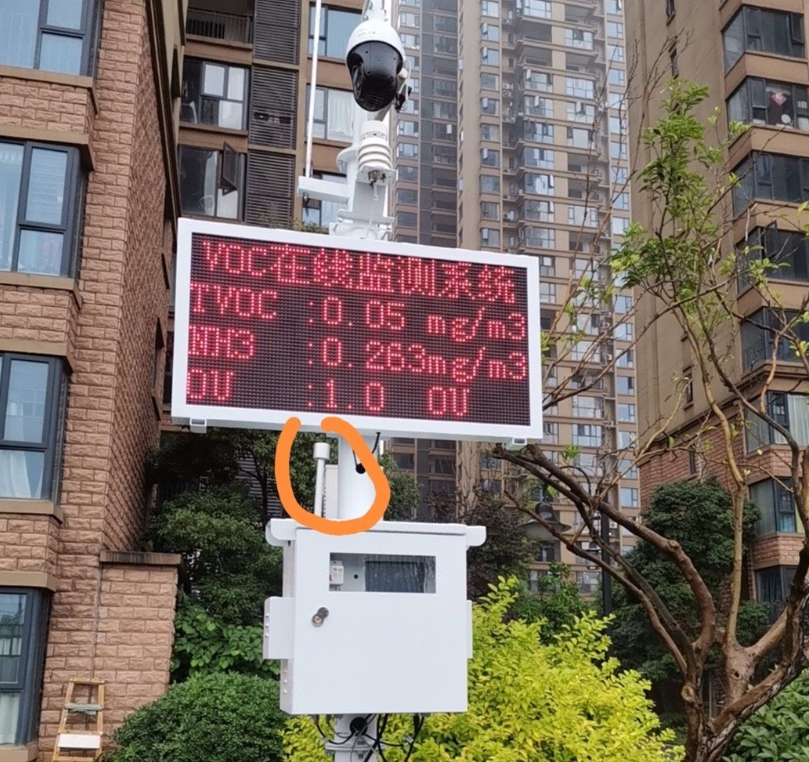 VOC在线监测系统
TVOC :0.05 mg/m3
NH3 :0.263mg/m3
OU :1.0 OU